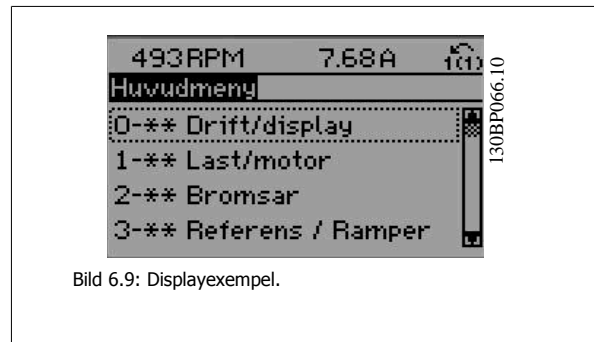 493RPM 7.68A 1(1)
Huvudmeny
0-** Drift/display
1-** Last/motor
2-** Bromsar
3-** Referens / Ramper
130BP066.10
Bild 6.9: Displayexempel.